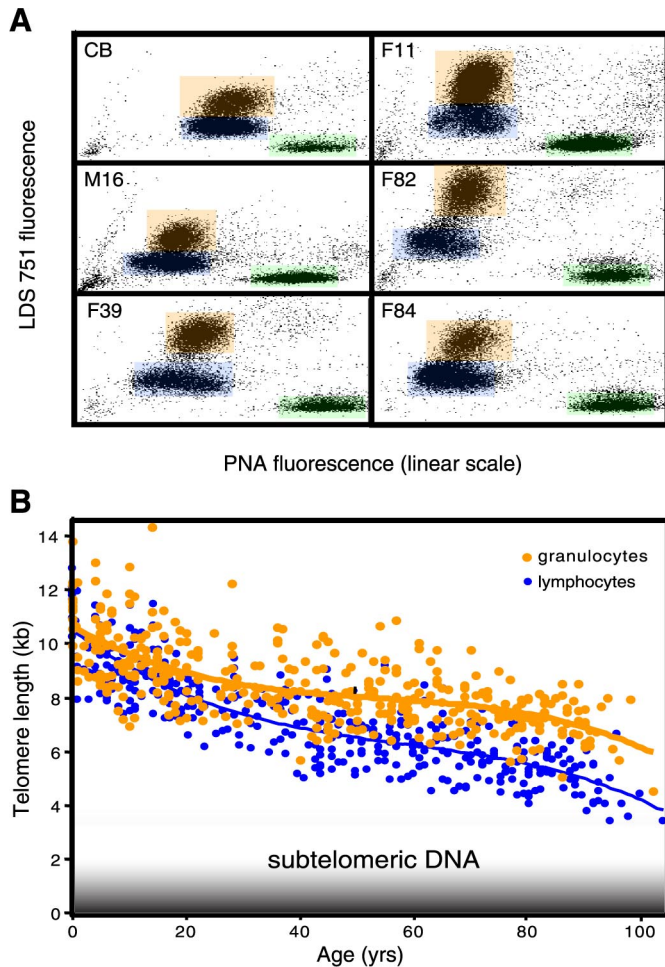 A
CB
F11
M16
F82
F39
F84
LDS 751 fluorescence
PNA fluorescence (linear scale)
B
14
12
10
8
6
4
2
0
Telomere length (kb)
granulocytes
lymphocytes
subtelomeric DNA
0 20 40 60 80 100
Age (yrs)